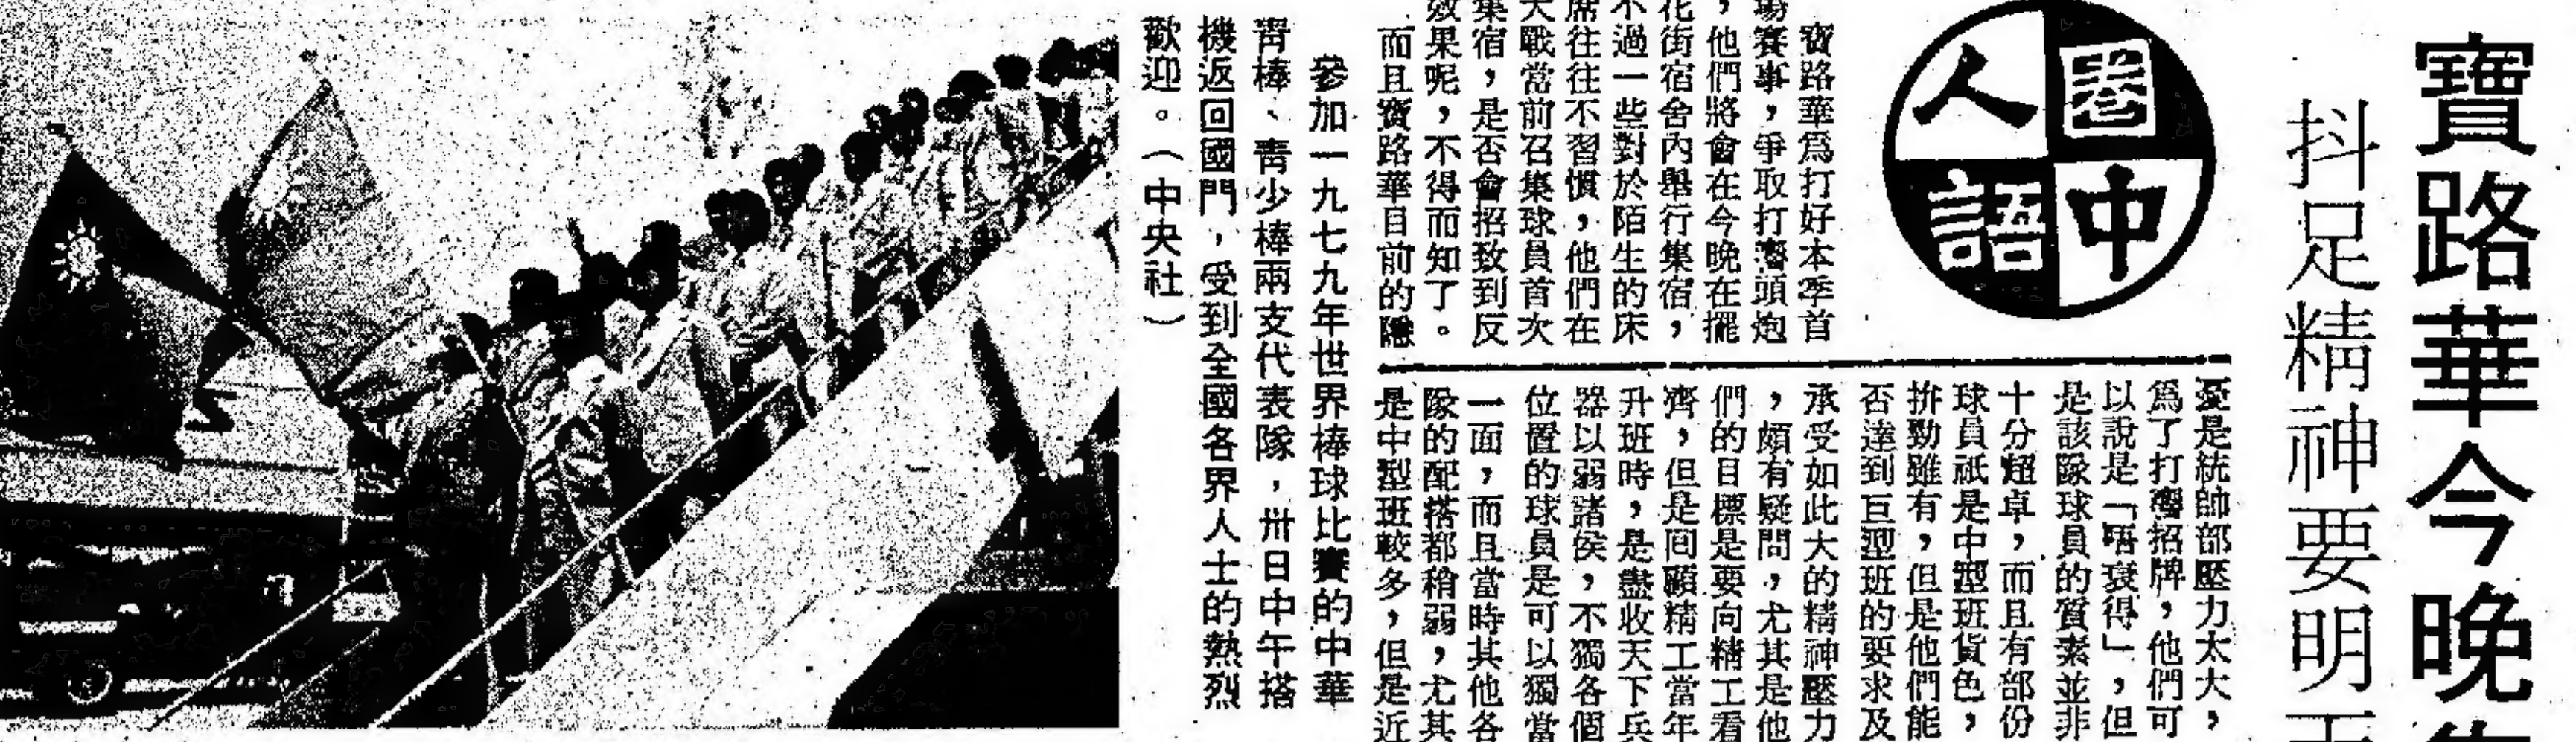 寶路華今晚
抖足精神要明
圈中人語
寶路華爲打好本季首
塲賽事，爭取打響頭炮
，他們將會在今晚在擺
花街宿舍內舉行集宿，
不過一些對於陌生的床
席往往不習慣，他們在
大戰當前召集球員首次
集宿，是否會招致到反
效果呢，不得而知了。
而且寶路華目前的隱
憂是統帥部壓力太大，
爲了打響招牌，他們可
以說是「唔衰得」，但
是該隊球員的質素並非
十分超卓，而且有部份
球員祇是中型班貨色，
拚勁雖有，但是他們能
否達到巨型班的要求及
承受如此大的精神壓力
，頗有疑問，尤其是他
們的目標是要向精工看
齊，但是回顧精工當年
升班時，是盡收天下兵
器以弱諸侯，不獨各個
位置的球員是可以獨當
一面，而且當時其他各
隊的配搭都稍弱，尤其
是中型班較多，但是近
參加一九七九年世界棒球比賽的中華
靑棒、靑少棒兩支代表隊，卅日中午搭
機返回國門，受到全國各界人士的熱烈
歡迎。（中央社）